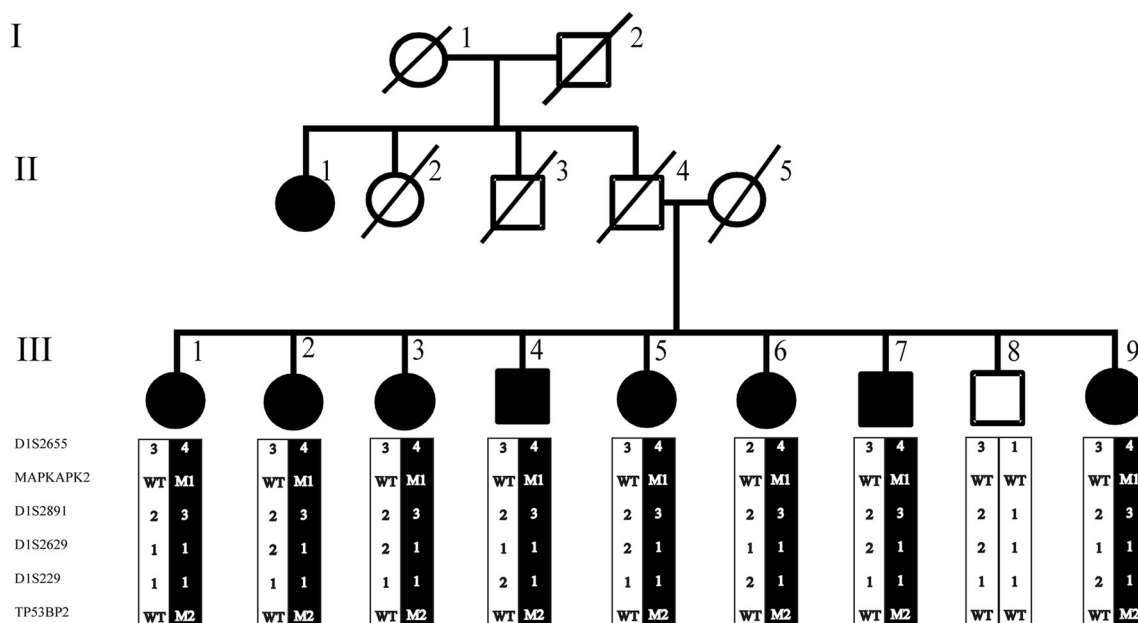 I 1 2
II 1 2 3 4 5
III 1 2 3 4 5 6 7 8 9
D1S2655 3 4 3 4 3 4 3 4 3 4 2 4 3 4 3 1 3 4
MAPKAPK2 WT M1 WT M1 WT M1 WT M1 WT M1 WT M1 WT M1 WT WT WT M1
D1S2891 2 3 2 3 2 3 2 3 2 3 2 3 2 3 2 1 2 3
D1S2629 1 1 2 1 2 1 1 1 2 1 1 1 2 1 2 1 1 1
D1S229 1 1 1 1 1 1 2 1 1 1 2 1 1 1 1 1 2 1
TP53BP2 WT M2 WT M2 WT M2 WT M2 WT M2 WT M2 WT M2 WT WT WT M2